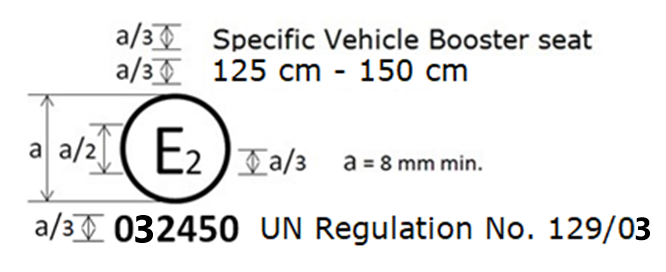 a/3 Specific Vehicle Booster seat
a/3 125 cm - 150 cm
a a/2 E2 a/3 a = 8 mm min.
a/3 032450 UN Regulation No. 129/03